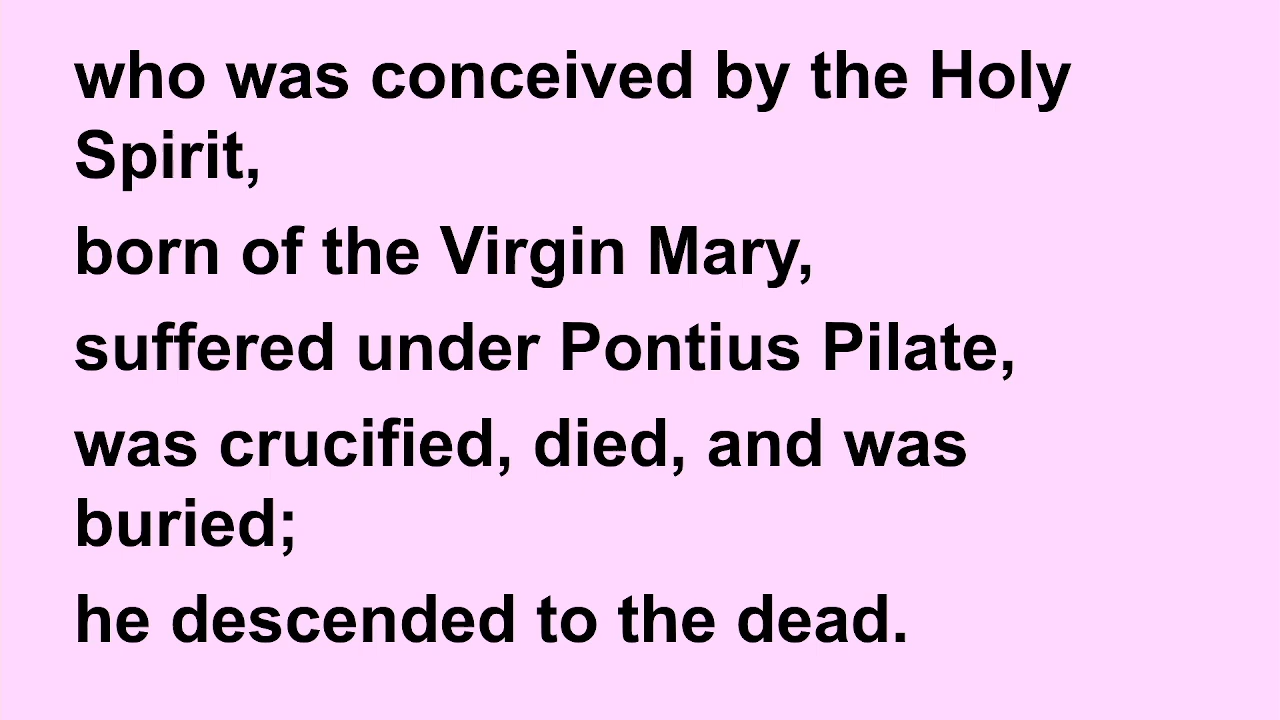 who was conceived by the Holy
Spirit,
born of the Virgin Mary,
suffered under Pontius Pilate,
was crucified, died, and was
buried;
he descended to the dead.